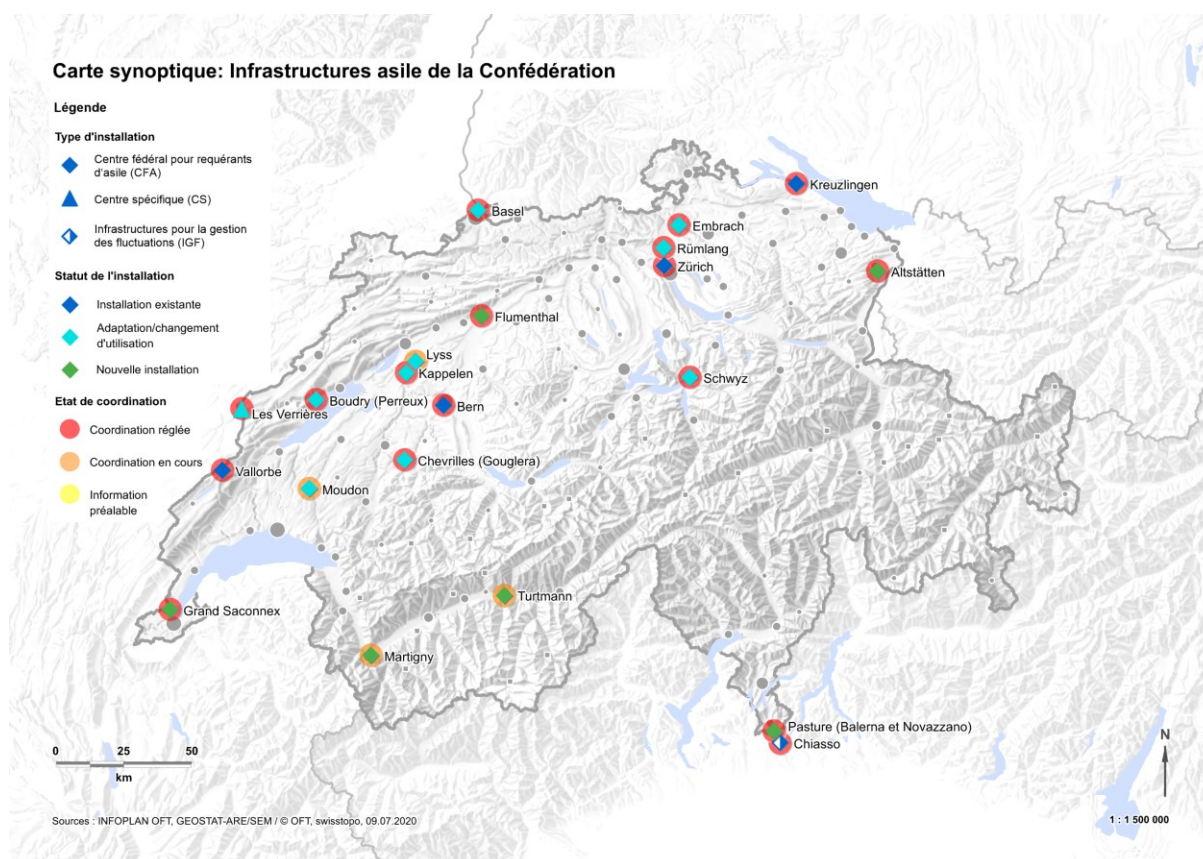 Carte synoptique: Infrastructures asile de la Confédération
Légende
Type d'installation
Centre fédéral pour requérants
d'asile (CFA)
Centre spécifique (CS)
Infrastructures pour la gestion
des fluctuations (IGF)
Statut de l'installation
Installation existante
Adaptation/changement
d'utilisation
Nouvelle installation
Etat de coordination
Coordination réglée
Coordination en cours
Information
préalable
Kreuzlingen
Basel
Embrach
Rümlang
Zürich
Altstätten
Flumenthal
Lyss
Kappelen
Schwyz
Boudry (Perreux)
Bern
Les Verrières
Chevrilles (Gouglera)
Vallorbe
Moudon
Turtmann
Grand Saconnex
Martigny
Pasture (Balerna et Novazzano)
Chiasso
0 25 50
km
N
Sources : INFOPLAN OFT, GEOSTAT-ARE/SEM / © OFT, swisstopo, 09.07.2020
1 : 1 500 000